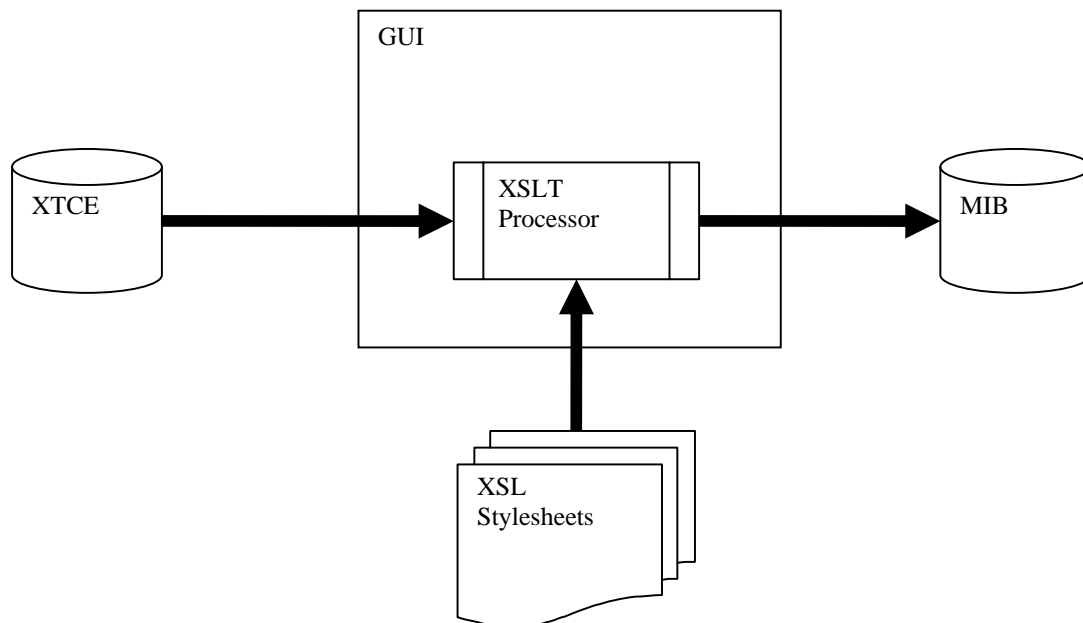 GUI
XTCE
XSLT
Processor
MIB
XSL
Stylesheets